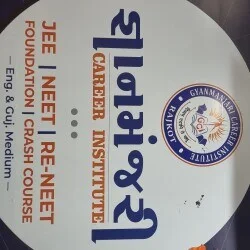 જ્ઞાનમંજરી
CAREER INSTITUTE
GYANMANJARI CAREER INSTITUTE
RAJKOT
JEE | NEET | RE-NEET
FOUNDATION | CRASH COURSE
— Eng. & Guj. Medium —